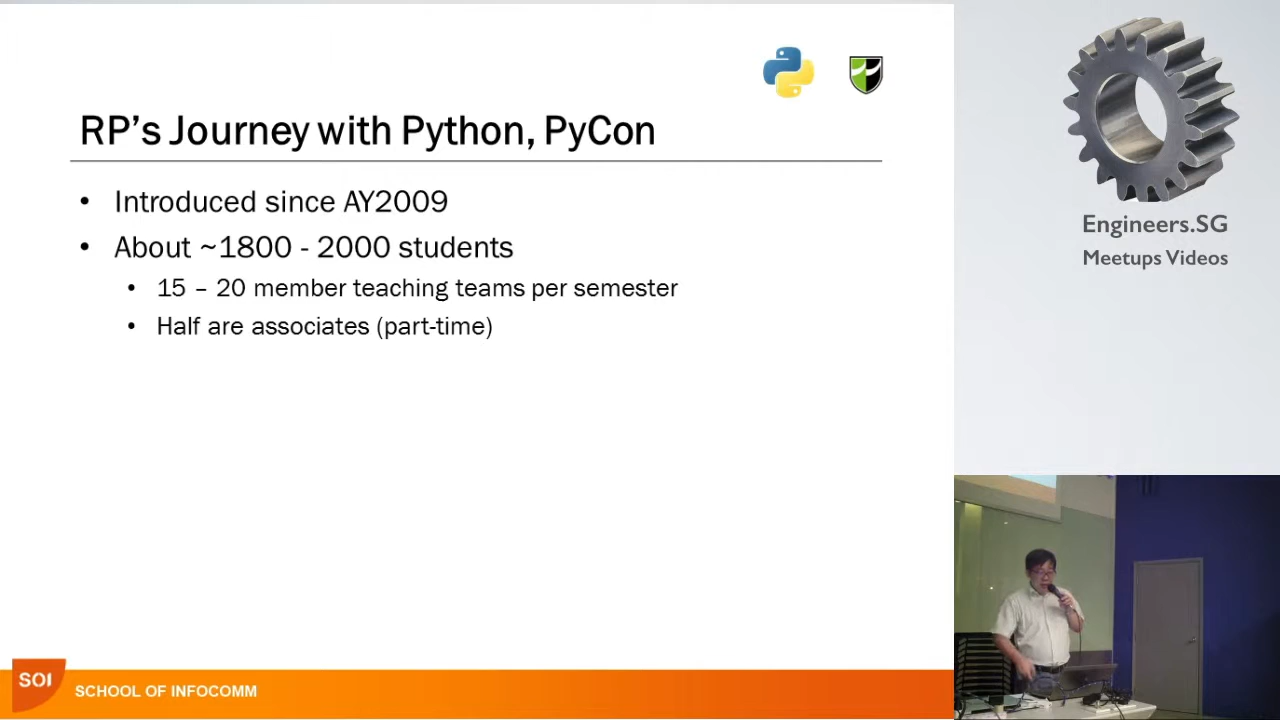 RP's Journey with Python, PyCon
• Introduced since AY2009
• About ~1800 - 2000 students
• 15 – 20 member teaching teams per semester
• Half are associates (part-time)
SOI
SCHOOL OF INFOCOMM
Engineers.SG
Meetups Videos